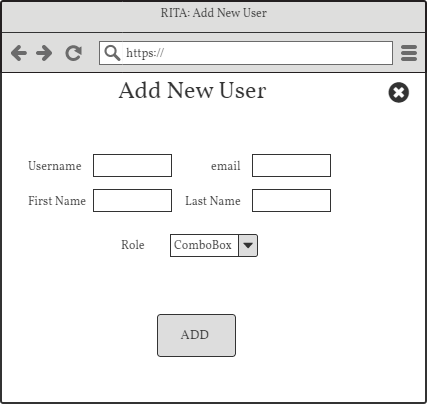 RITA: Add New User
https://
Add New User
Username email
First Name Last Name
Role ComboBox
ADD